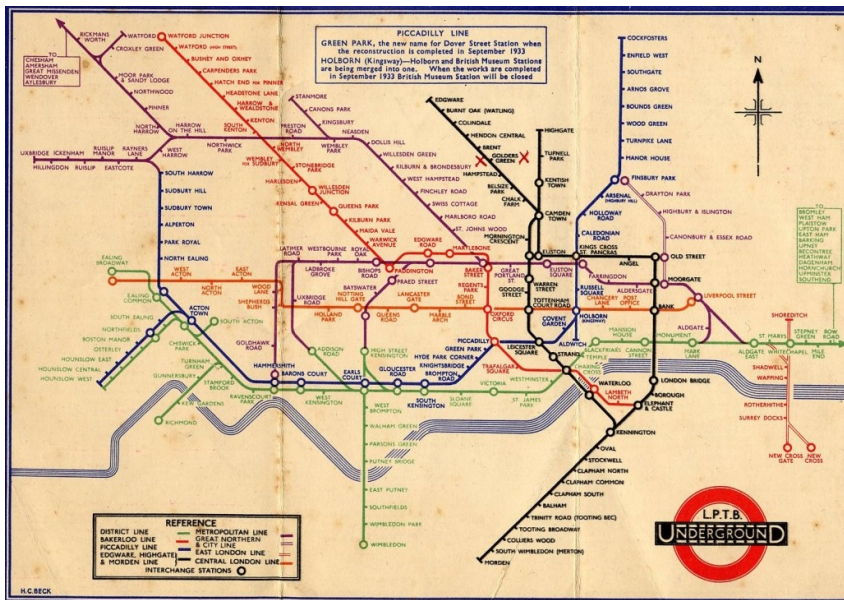 PICCADILLY LINE
GREEN PARK, the new name for Dover Street Station when
the reconstruction is completed in September 1933
HOLBORN (Kingsway)—Holborn and British Museum Stations
are being merged into one. When the works are completed
in September 1933 British Museum Station will be closed
RICKMANS
WORTH
WATFORD
CROXLEY GREEN
WATFORD JUNCTION
WATFORD (HIGH STREET)
BUSHEY AND OXHEY
CARPENDERS PARK
HATCH END FOR PINNER
HEADSTONE LANE
HARROW &
WEALDSTONE
KENTON
SOUTH
KENTON
NORTH
WEMBLEY
WEMBLEY
FOR SUDBURY
STONEBRIDGE
PARK
HARLESDEN
WILLESDEN
JUNCTION
KENSAL GREEN
QUEENS PARK
KILBURN PARK
MAIDA VALE
WARWICK
AVENUE
TO
CHESHAM
AMERSHAM
GREAT MISSENDEN
WENDOVER
AYLESBURY
MOOR PARK
& SANDY LODGE
NORTHWOOD
PINNER
NORTH
HARROW
HARROW
ON THE HILL
NORTHWICK
PARK
PRESTON
ROAD
WEMBLEY
PARK
STANMORE
CANONS PARK
KINGSBURY
NEASDEN
DOLLIS HILL
WILLESDEN GREEN
KILBURN & BRONDESBURY
WEST HAMPSTEAD
FINCHLEY ROAD
SWISS COTTAGE
MARLBORO ROAD
ST. JOHNS WOOD
UXBRIDGE
ICKENHAM
RUISLIP
MANOR
RAYNERS
LANE
HILLINGDON
RUISLIP
EASTCOTE
WEST
HARROW
SOUTH HARROW
SUDBURY HILL
SUDBURY TOWN
ALPERTON
PARK ROYAL
NORTH EALING
EDGWARE
BURNT OAK (WATLING)
COLINDALE
HENDON CENTRAL
BRENT
GOLDERS
GREEN
HAMPSTEAD
BELSIZE
PARK
CHALK
FARM
HIGHGATE
TUFNELL
PARK
KENTISH
TOWN
CAMDEN
TOWN
MORNINGTON
CRESCENT
COCKFOSTERS
ENFIELD WEST
SOUTHGATE
ARNOS GROVE
BOUNDS GREEN
WOOD GREEN
TURNPIKE LANE
MANOR HOUSE
FINSBURY PARK
ARSENAL
(HIGHBURY HILL)
HOLLOWAY
ROAD
CALEDONIAN
ROAD
DRAYTON PARK
HIGHBURY & ISLINGTON
CANONBURY & ESSEX ROAD
OLD STREET
N
TO
BROMLEY
WEST HAM
PLAISTOW
UPTON PARK
EAST HAM
BARKING
UPNEY
BECONTREE
HEATHWAY
DAGENHAM
HORNCHURCH
UPMINSTER
SOUTHEND
EALING
BROADWAY
WEST
ACTON
NORTH
ACTON
EAST
ACTON
WOOD
LANE
SHEPHERDS
BUSH
LATIMER
ROAD
WESTBOURNE
PARK
ROYAL
OAK
LADBROKE
GROVE
BISHOPS
ROAD
PADDINGTON
PRAED STREET
EDGWARE
ROAD
MARYLEBONE
BAKER
STREET
GREAT
PORTLAND
ST.
EUSTON
KINGS CROSS
ST. PANCRAS
ANGEL
EUSTON
SQUARE
FARRINGDON
ALDERSGATE
MOORGATE
UXBRIDGE
ROAD
HOLLAND
PARK
NOTTING
HILL GATE
BAYSWATER
QUEENS
ROAD
LANCASTER
GATE
MARBLE
ARCH
BOND
STREET
REGENTS
PARK
OXFORD
CIRCUS
GOODGE
STREET
WARREN
STREET
TOTTENHAM
COURT ROAD
RUSSELL
SQUARE
HOLBORN
(KINGSWAY)
CHANCERY
LANE
POST
OFFICE
BANK
LIVERPOOL STREET
ALDGATE
EALING
COMMON
SOUTH EALING
NORTHFIELDS
BOSTON MANOR
OSTERLEY
HOUNSLOW EAST
HOUNSLOW CENTRAL
HOUNSLOW WEST
ACTON
TOWN
SOUTH ACTON
CHISWICK
PARK
TURNHAM
GREEN
GUNNERSBURY
KEW GARDENS
RICHMOND
STAMFORD
BROOK
RAVENSCOURT
PARK
GOLDHAWK
ROAD
HAMMERSMITH
BARONS COURT
WEST
KENSINGTON
ADDISON
ROAD
HIGH STREET
KENSINGTON
EARLS
COURT
GLOUCESTER
ROAD
SOUTH
KENSINGTON
BROMPTON
ROAD
KNIGHTSBRIDGE
HYDE PARK CORNER
GREEN PARK
PICCADILLY
SLOANE
SQUARE
VICTORIA
ST. JAMES
PARK
WESTMINSTER
TRAFALGAR
SQUARE
LEICESTER
SQUARE
COVENT
GARDEN
ALDWYCH
STRAND
CHARING
CROSS
TEMPLE
BLACKFRIARS
MANSION
HOUSE
CANNON
STREET
MONUMENT
MARK
LANE
ALDGATE
EAST
ST. MARYS
WHITECHAPEL
STEPNEY
GREEN
MILE
END
BOW
ROAD
SHOREDITCH
SHADWELL
WAPPING
ROTHERHITHE
SURREY DOCKS
NEW CROSS
GATE
NEW
CROSS
WATERLOO
LAMBETH
NORTH
LONDON BRIDGE
BOROUGH
ELEPHANT
& CASTLE
KENNINGTON
OVAL
STOCKWELL
CLAPHAM NORTH
CLAPHAM COMMON
CLAPHAM SOUTH
BALHAM
TRINITY ROAD (TOOTING BEC)
TOOTING BROADWAY
COLLIERS WOOD
SOUTH WIMBLEDON (MERTON)
MORDEN
WEST
BROMPTON
WALHAM GREEN
PARSONS GREEN
PUTNEY BRIDGE
EAST PUTNEY
SOUTHFIELDS
WIMBLEDON PARK
WIMBLEDON
REFERENCE
DISTRICT LINE
BAKERLOO LINE
PICCADILLY LINE
EDGWARE, HIGHGATE
& MORDEN LINE
METROPOLITAN LINE
GREAT NORTHERN
& CITY LINE
EAST LONDON LINE
CENTRAL LONDON LINE
INTERCHANGE STATIONS
L.P.T.B.
UNDERGROUND
H.C.BECK